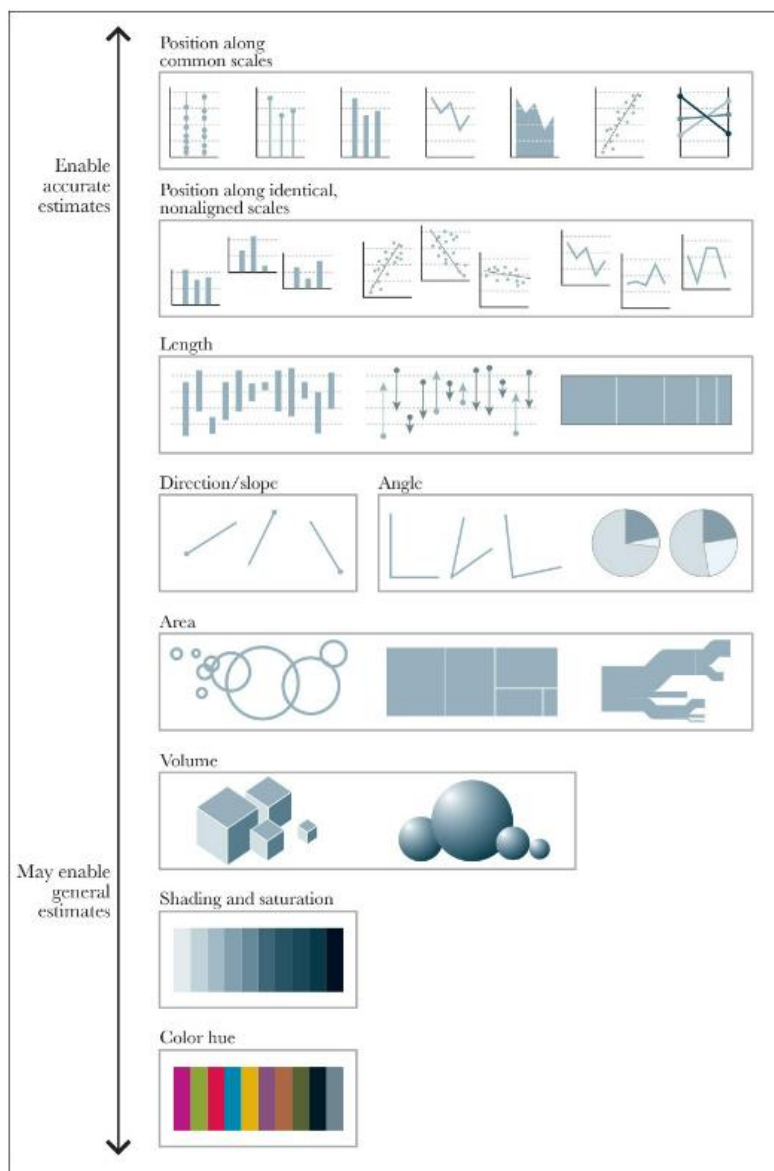 Position along
common scales
Enable
accurate
estimates
Position along identical,
nonaligned scales
Length
Direction/slope
Angle
Area
Volume
May enable
general
estimates
Shading and saturation
Color hue